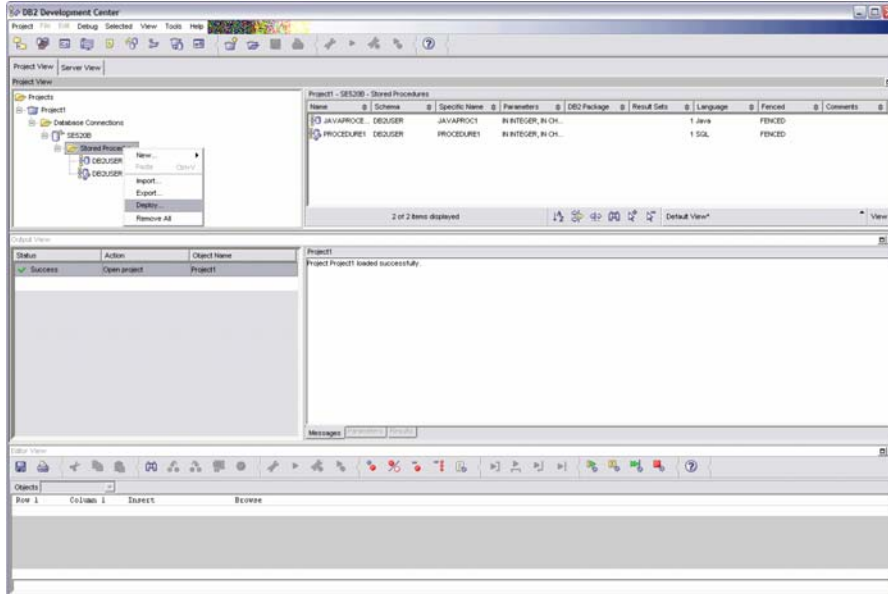 DB2 Development Center
Project File Edit Debug Selected View Tools Help
Project View Server View
Project View
Projects
Project1
Database Connections
SES20B
Stored Proce
DB2USER
DB2USER
New...
Paste Ctrl+V
Import...
Export...
Deploy...
Remove All
Project1 - SES20B - Stored Procedures
Name Schema Specific Name Parameters DB2 Package Result Sets Language Fenced Comments
JAVAPROCE... DB2USER JAVAPROC1 IN INTEGER, IN CH... 1 Java FENCED
PROCEDURE1 DB2USER PROCEDURE1 IN INTEGER, IN CH... 1 SQL FENCED
2 of 2 items displayed Default View* View
Output View
Status Action Object Name
Success Open project Project1
Project1
Project Project1 loaded successfully.
Messages Parameters Results
Editor View
Objects
Row 1 Column 1 Insert Browse